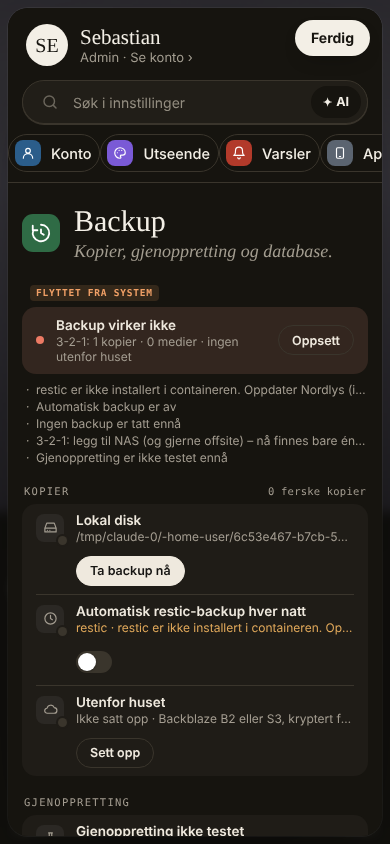 SE
Sebastian
Admin · Se konto ›
Ferdig
Søk i innstillinger
✦ AI
Konto
Utseende
Varsler
Ap
Backup
Kopier, gjenoppretting og database.
FLYTTET FRA SYSTEM
Backup virker ikke
3-2-1: 1 kopier · 0 medier · ingen
utenfor huset
Oppsett
· restic er ikke installert i containeren. Oppdater Nordlys (i...
· Automatisk backup er av
· Ingen backup er tatt ennå
· 3-2-1: legg til NAS (og gjerne offsite) – nå finnes bare én...
· Gjenoppretting er ikke testet ennå
KOPIER
0 ferske kopier
Lokal disk
/tmp/claude-0/-home-user/6c53e467-b7cb-5...
Ta backup nå
Automatisk restic-backup hver natt
restic · restic er ikke installert i containeren. Op...
Utenfor huset
Ikke satt opp · Backblaze B2 eller S3, kryptert f...
Sett opp
GJENOPPRETTING
Gjenoppretting ikke testet